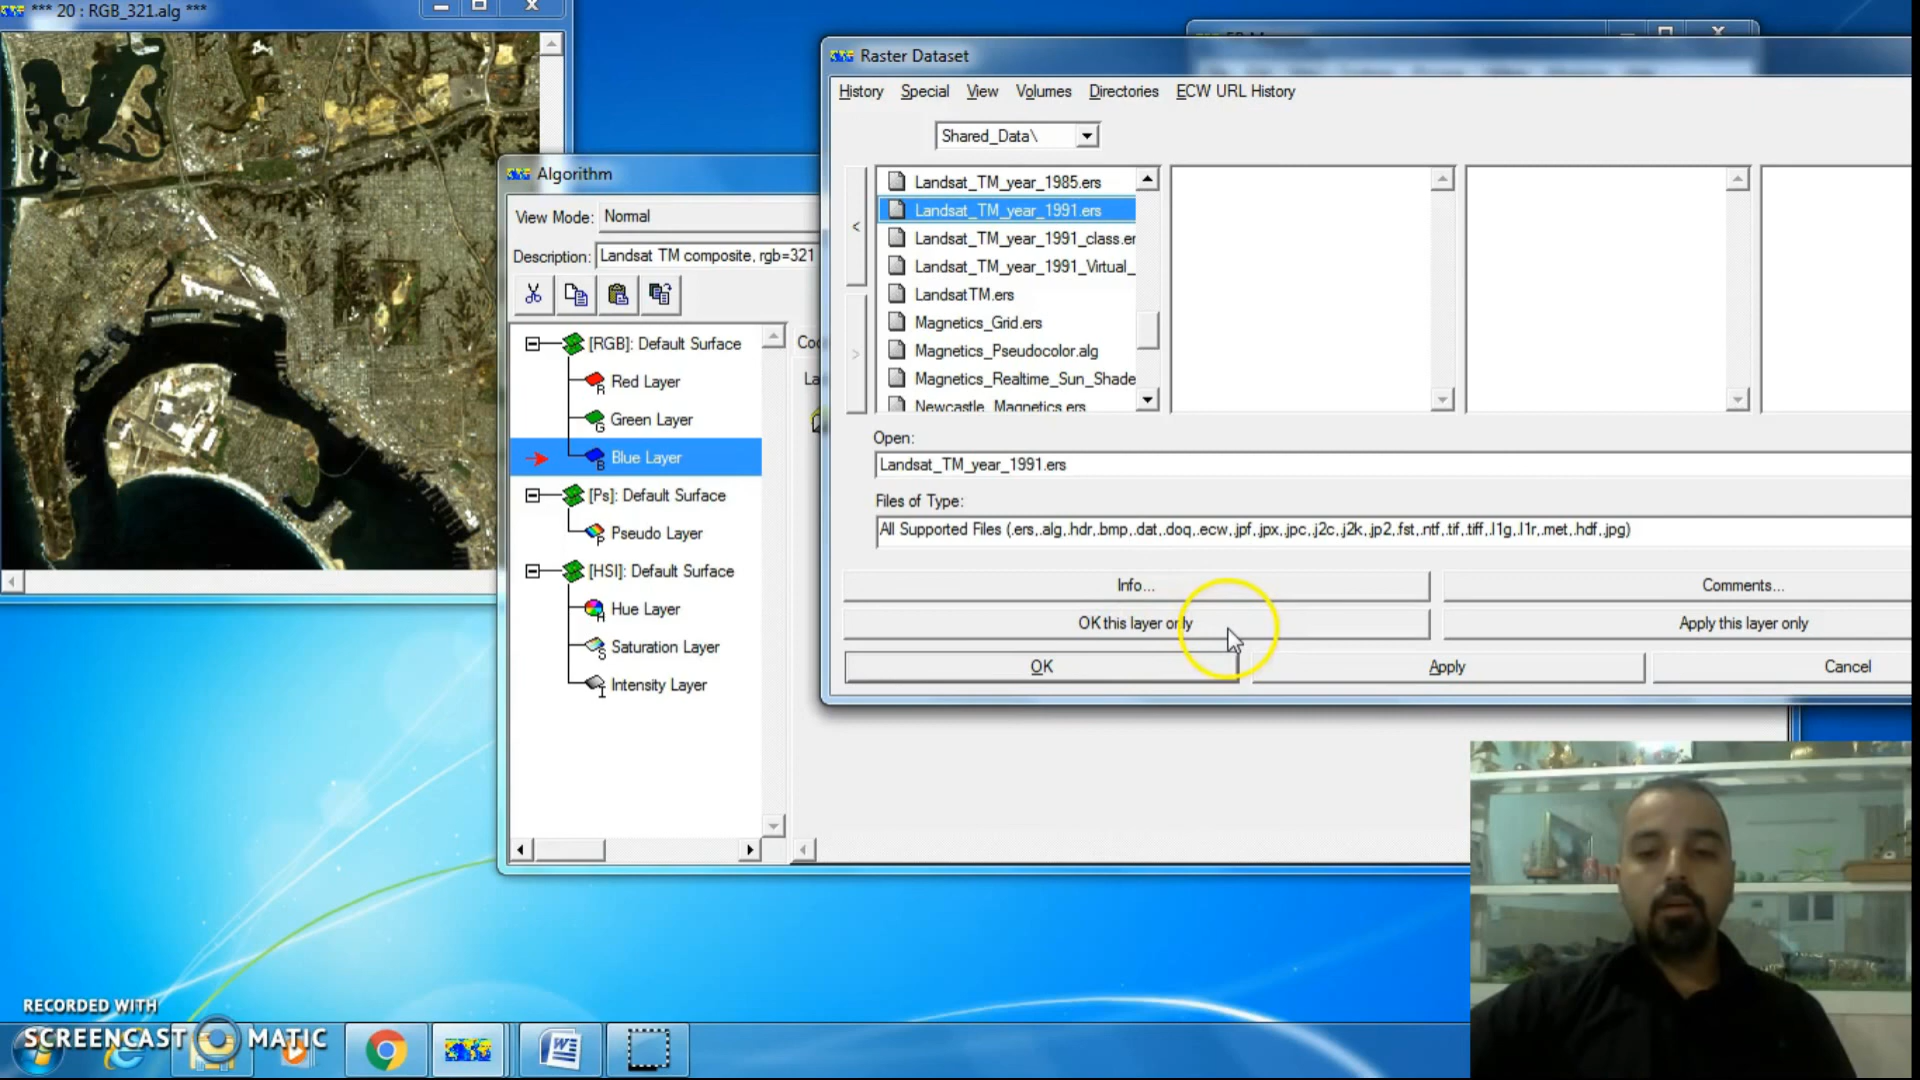 *** 20 : RGB_321.alg ***
Raster Dataset
History Special View Volumes Directories ECW URL History
Shared_Data\
Landsat_TM_year_1985.ers
Landsat_TM_year_1991.ers
Landsat_TM_year_1991_class.er
Landsat_TM_year_1991_Virtual_
LandsatTM.ers
Magnetics_Grid.ers
Magnetics_Pseudocolor.alg
Magnetics_Realtime_Sun_Shade
Newcastle_Magnetics.ers
Open:
Landsat_TM_year_1991.ers
Files of Type:
All Supported Files (.ers,.alg,.hdr,.bmp,.dat,.doq,.ecw,.jpf,.jpx,.jpc,.j2c,.j2k,.jp2,.fst,.ntf,.tif,.tiff,.l1g,.l1r,.met,.hdf,.jpg)
Info... Comments...
OK this layer only Apply this layer only
OK Apply Cancel
Algorithm
View Mode: Normal
Description: Landsat TM composite, rgb=321
[RGB]: Default Surface
Red Layer
Green Layer
Blue Layer
[Ps]: Default Surface
Pseudo Layer
[HSI]: Default Surface
Hue Layer
Saturation Layer
Intensity Layer
RECORDED WITH
SCREENCAST MATIC